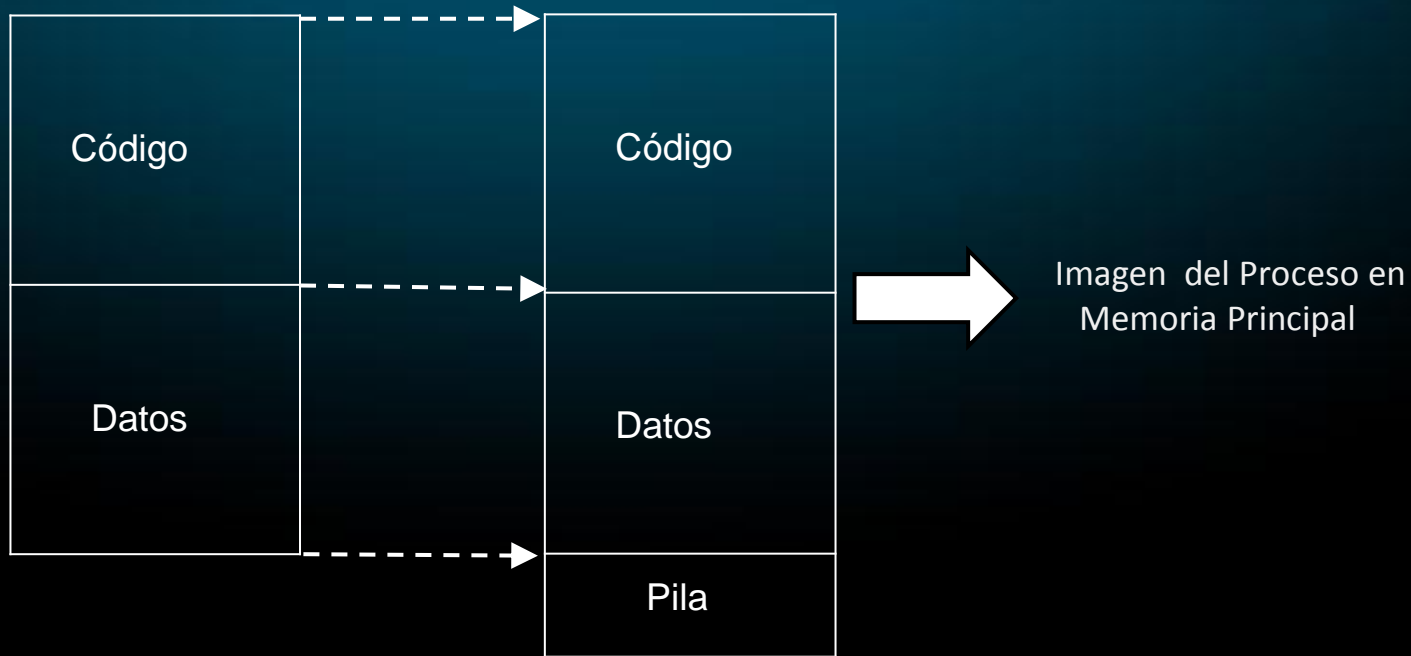 Código
Código
Imagen del Proceso en
Memoria Principal
Datos
Datos
Pila